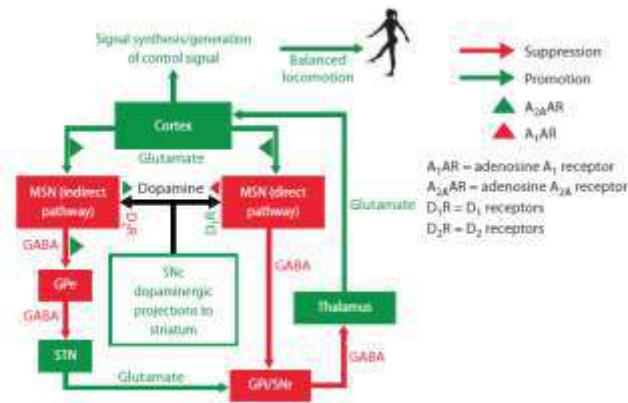 Signal synthesis/generation
of control signal
Balanced
locomotion
Suppression
Promotion
A2AAR
A1AR
A1AR = adenosine A1 receptor
A2AAR = adenosine A2A receptor
D1R = D1 receptors
D2R = D2 receptors
Cortex
Glutamate
MSN (indirect
pathway)
Dopamine
MSN (direct
pathway)
D2R
D1R
GABA
GPe
GABA
STN
SNc
dopaminergic
projections to
striatum
GABA
Glutamate
Thalamus
GABA
Glutamate
GPi/SNr